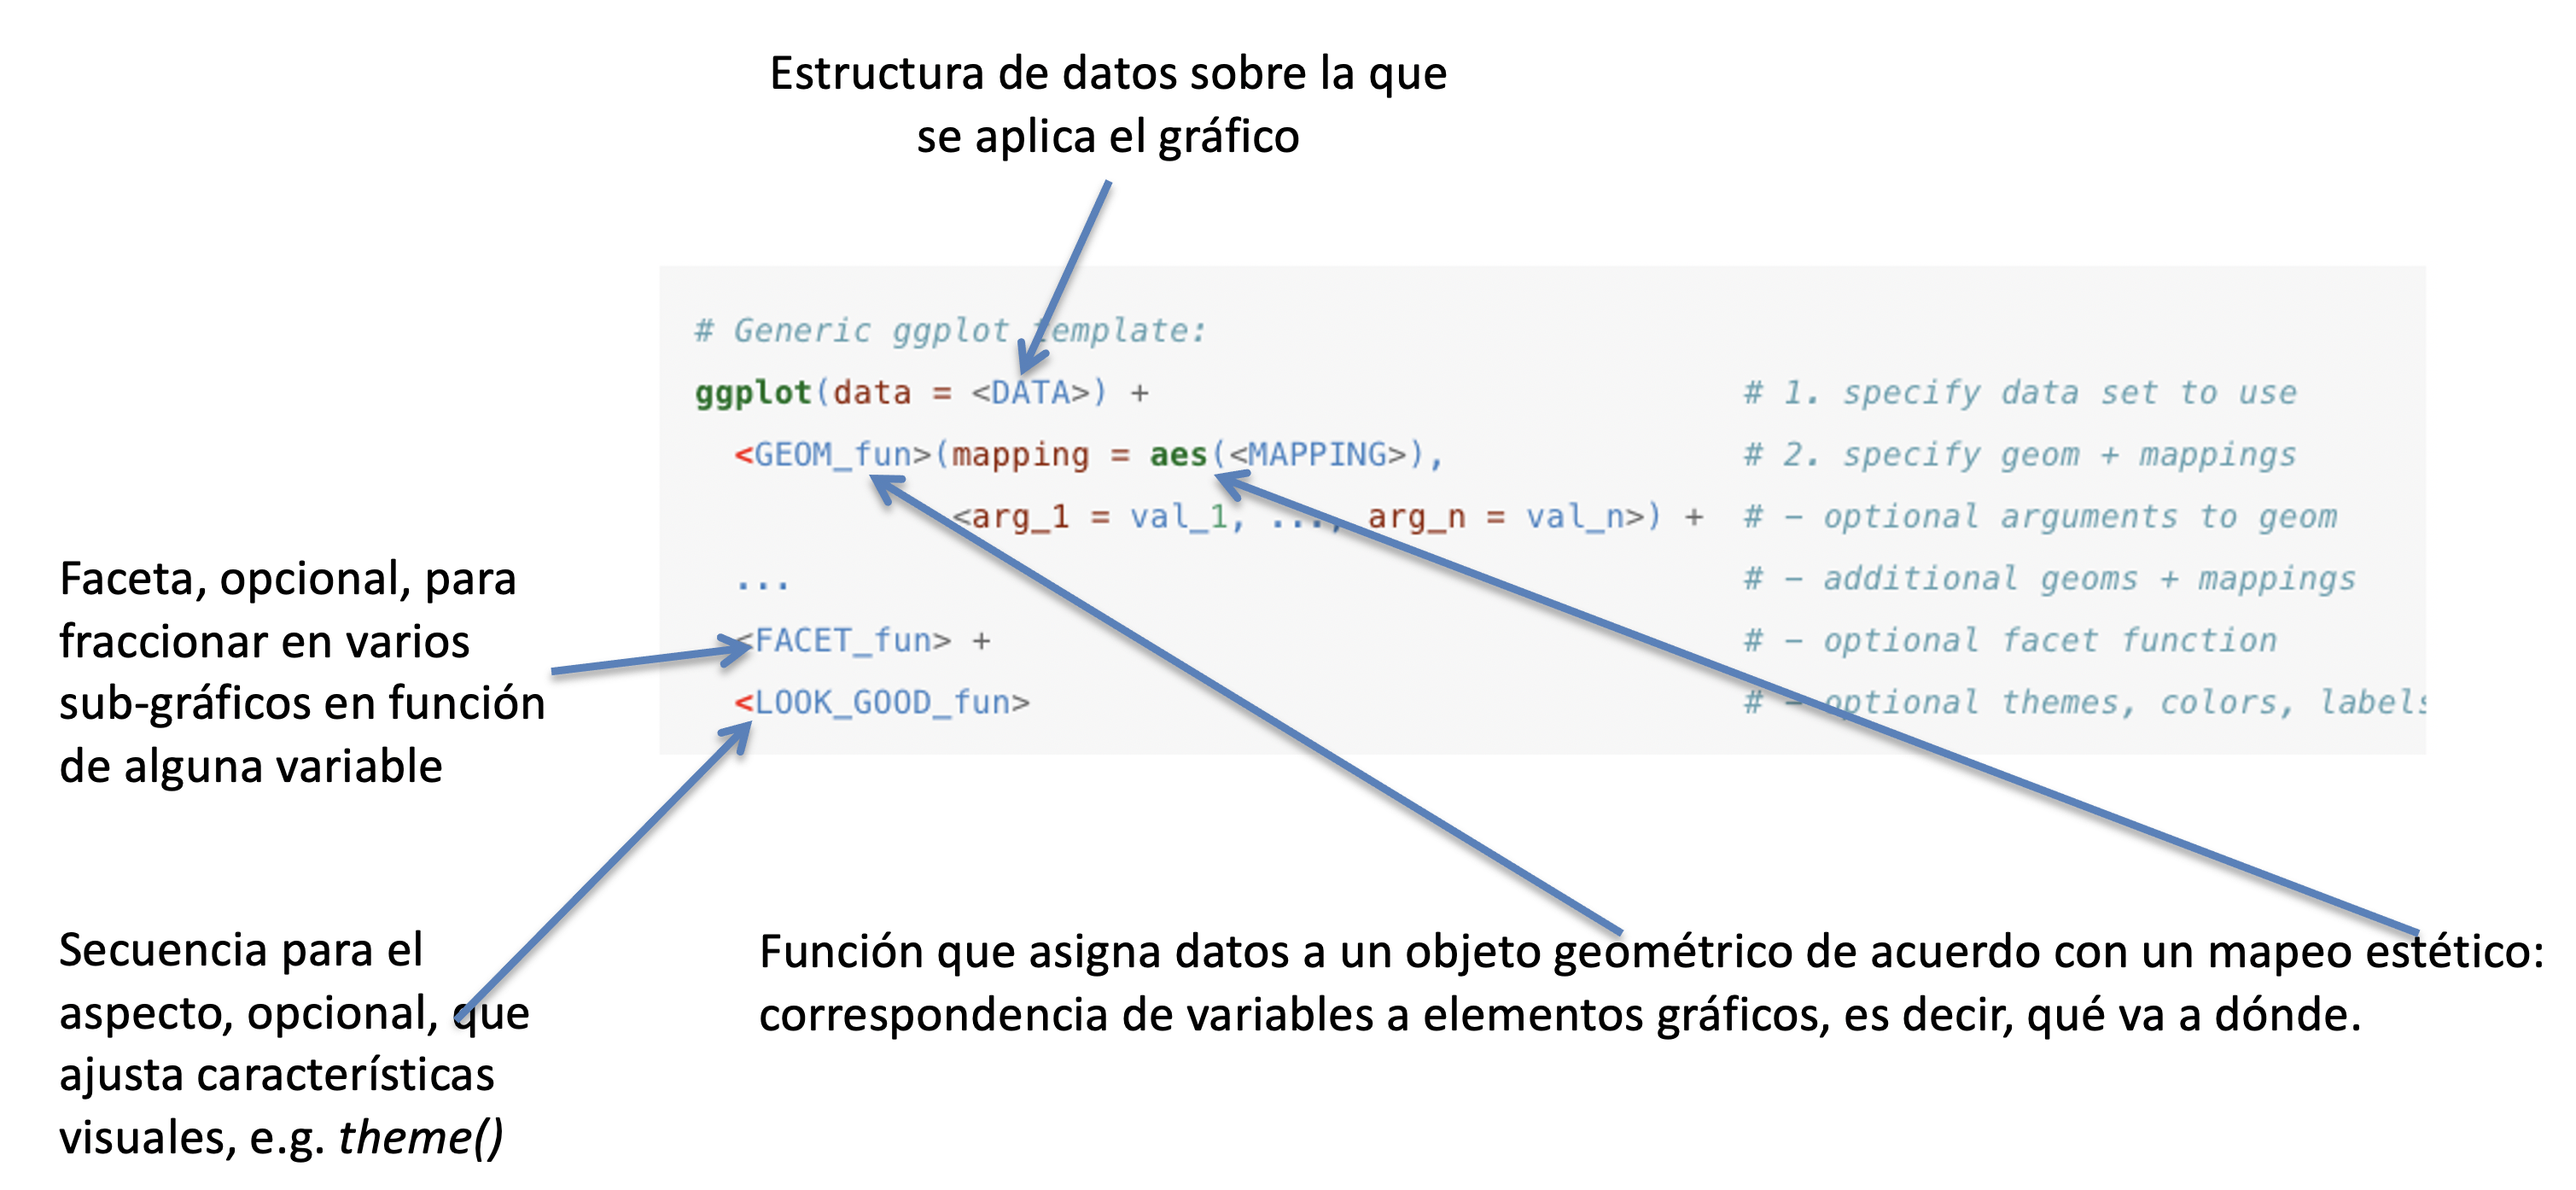 Estructura de datos sobre la que
se aplica el gráfico
# Generic ggplot template:
ggplot(data = <DATA>) + # 1. specify data set to use
<GEOM_fun>(mapping = aes(<MAPPING>), # 2. specify geom + mappings
<arg_1 = val_1, ..., arg_n = val_n>) + # - optional arguments to geom
... # - additional geoms + mappings
<FACET_fun> + # - optional facet function
<LOOK_GOOD_fun> # - optional themes, colors, labels
Faceta, opcional, para
fraccionar en varios
sub-gráficos en función
de alguna variable
Secuencia para el
aspecto, opcional, que
ajusta características
visuales, e.g. theme()
Función que asigna datos a un objeto geométrico de acuerdo con un mapeo estético:
correspondencia de variables a elementos gráficos, es decir, qué va a dónde.